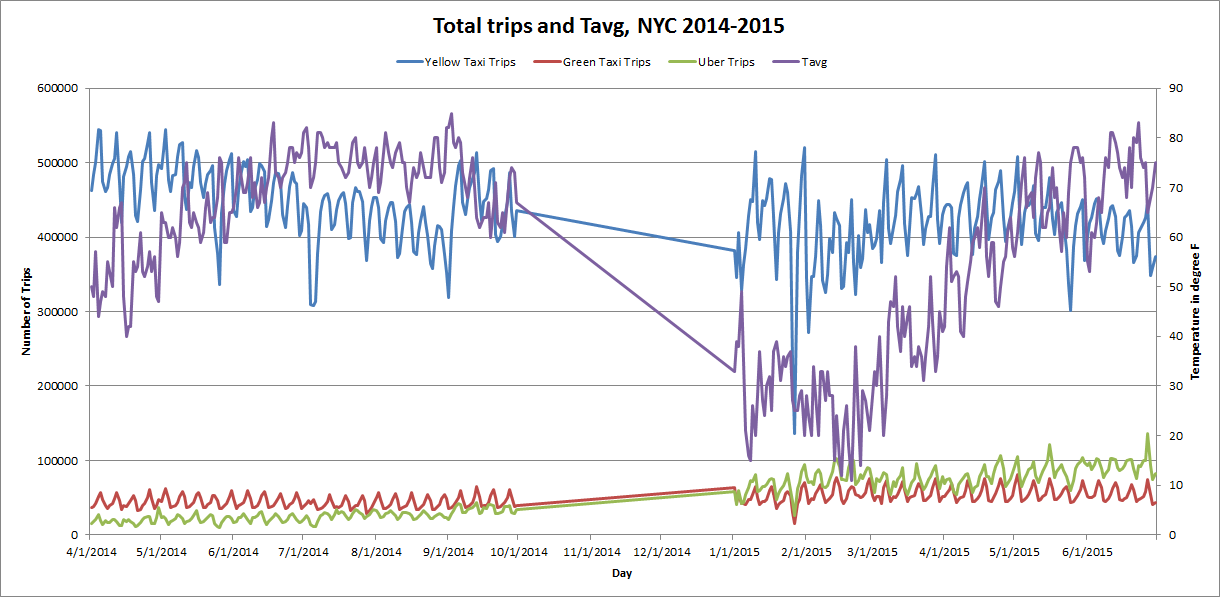 Total trips and Tavg, NYC 2014-2015
Yellow Taxi Trips Green Taxi Trips Uber Trips Tavg
600000 90
80
500000
70
400000 60
50
300000
40
200000 30
20
100000
10
0 0
Number of Trips
Temperature in degree F
4/1/2014 5/1/2014 6/1/2014 7/1/2014 8/1/2014 9/1/2014 10/1/2014 11/1/2014 12/1/2014 1/1/2015 2/1/2015 3/1/2015 4/1/2015 5/1/2015 6/1/2015
Day